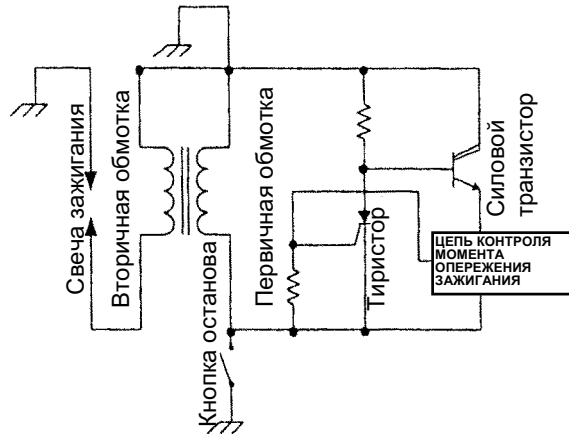 Свеча зажигания
Вторичная обмотка
Кнопка останова
Первичная обмотка
Тиристор
Силовой
транзистор
ЦЕПЬ КОНТРОЛЯ
МОМЕНТА
ОПЕРЕЖЕНИЯ
ЗАЖИГАНИЯ